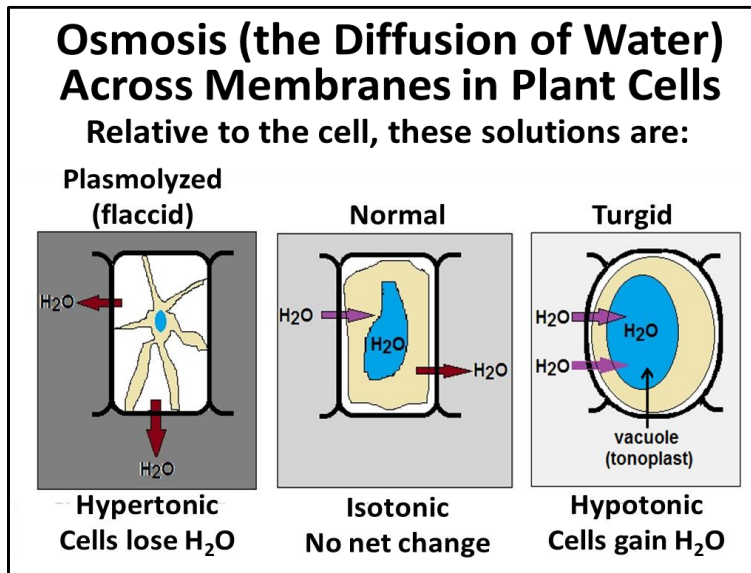 Osmosis (the Diffusion of Water)
Across Membranes in Plant Cells
Relative to the cell, these solutions are:
Plasmolyzed
(flaccid)
H2O
H2O
Hypertonic
Cells lose H₂O
Normal
H2O
H2O
H2O
Isotonic
No net change
Turgid
H2O
H2O
H2O
vacuole
(tonoplast)
Hypotonic
Cells gain H₂O